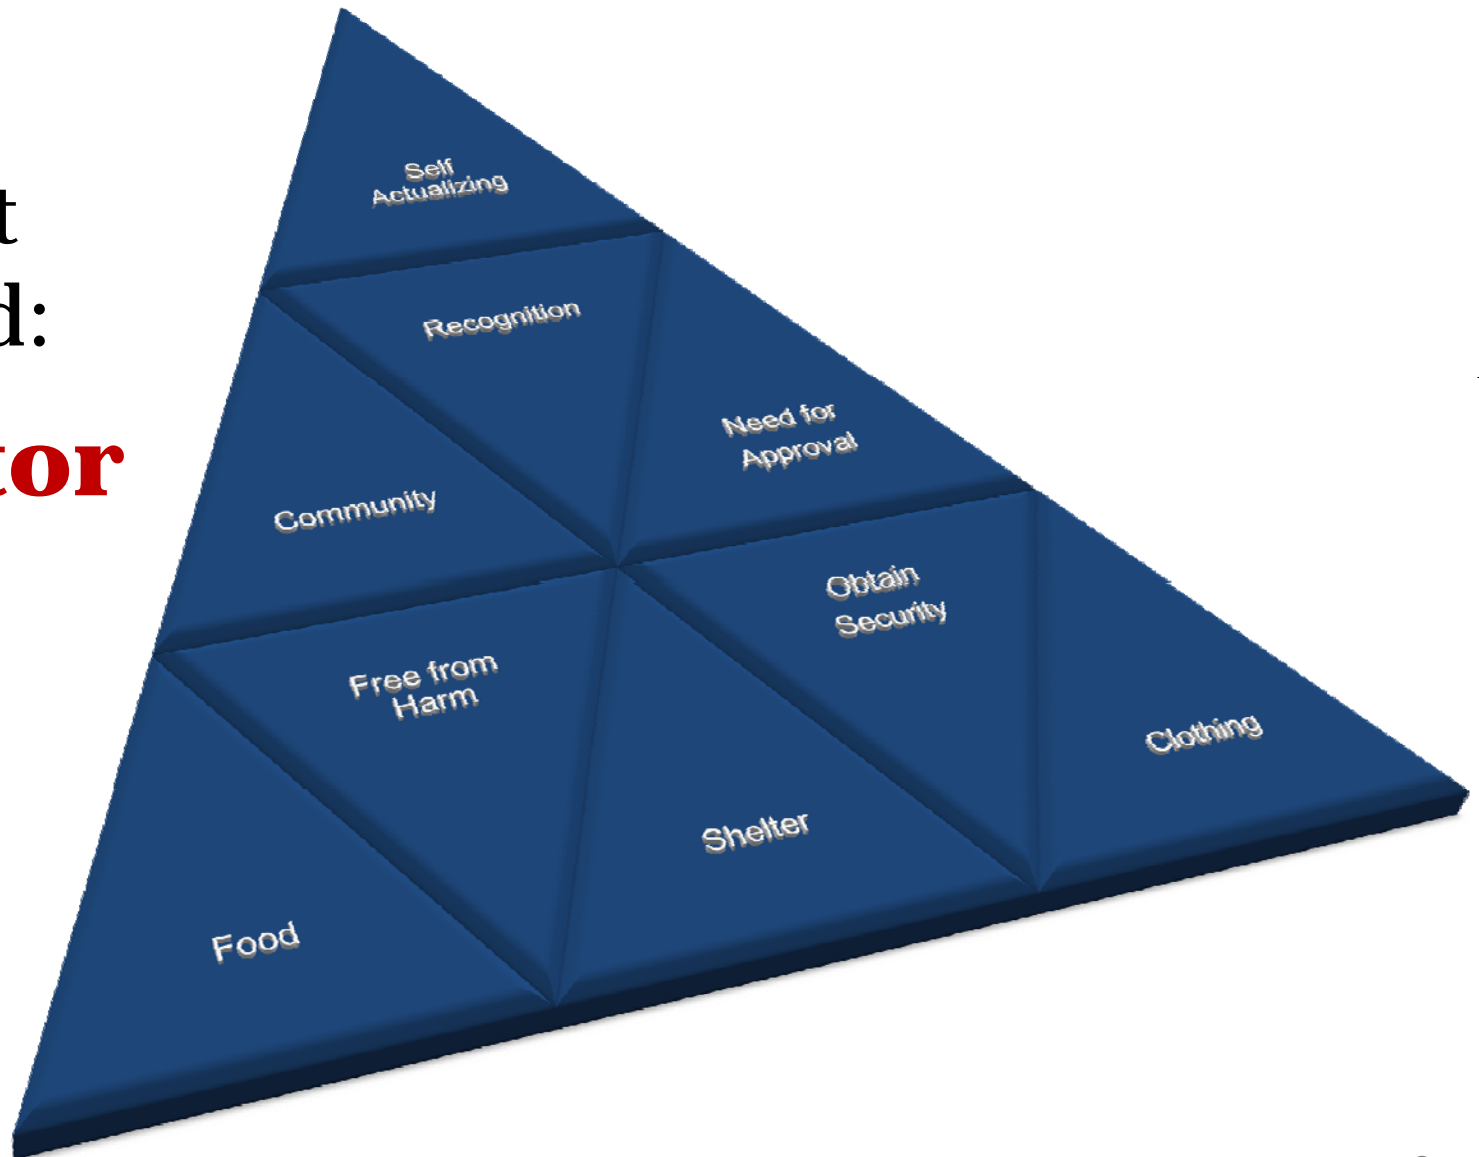 t
d:
tor
Self
Actualizing
Recognition
Need for
Approval
Community
Obtain
Security
Free from
Harm
Clothing
Shelter
Food